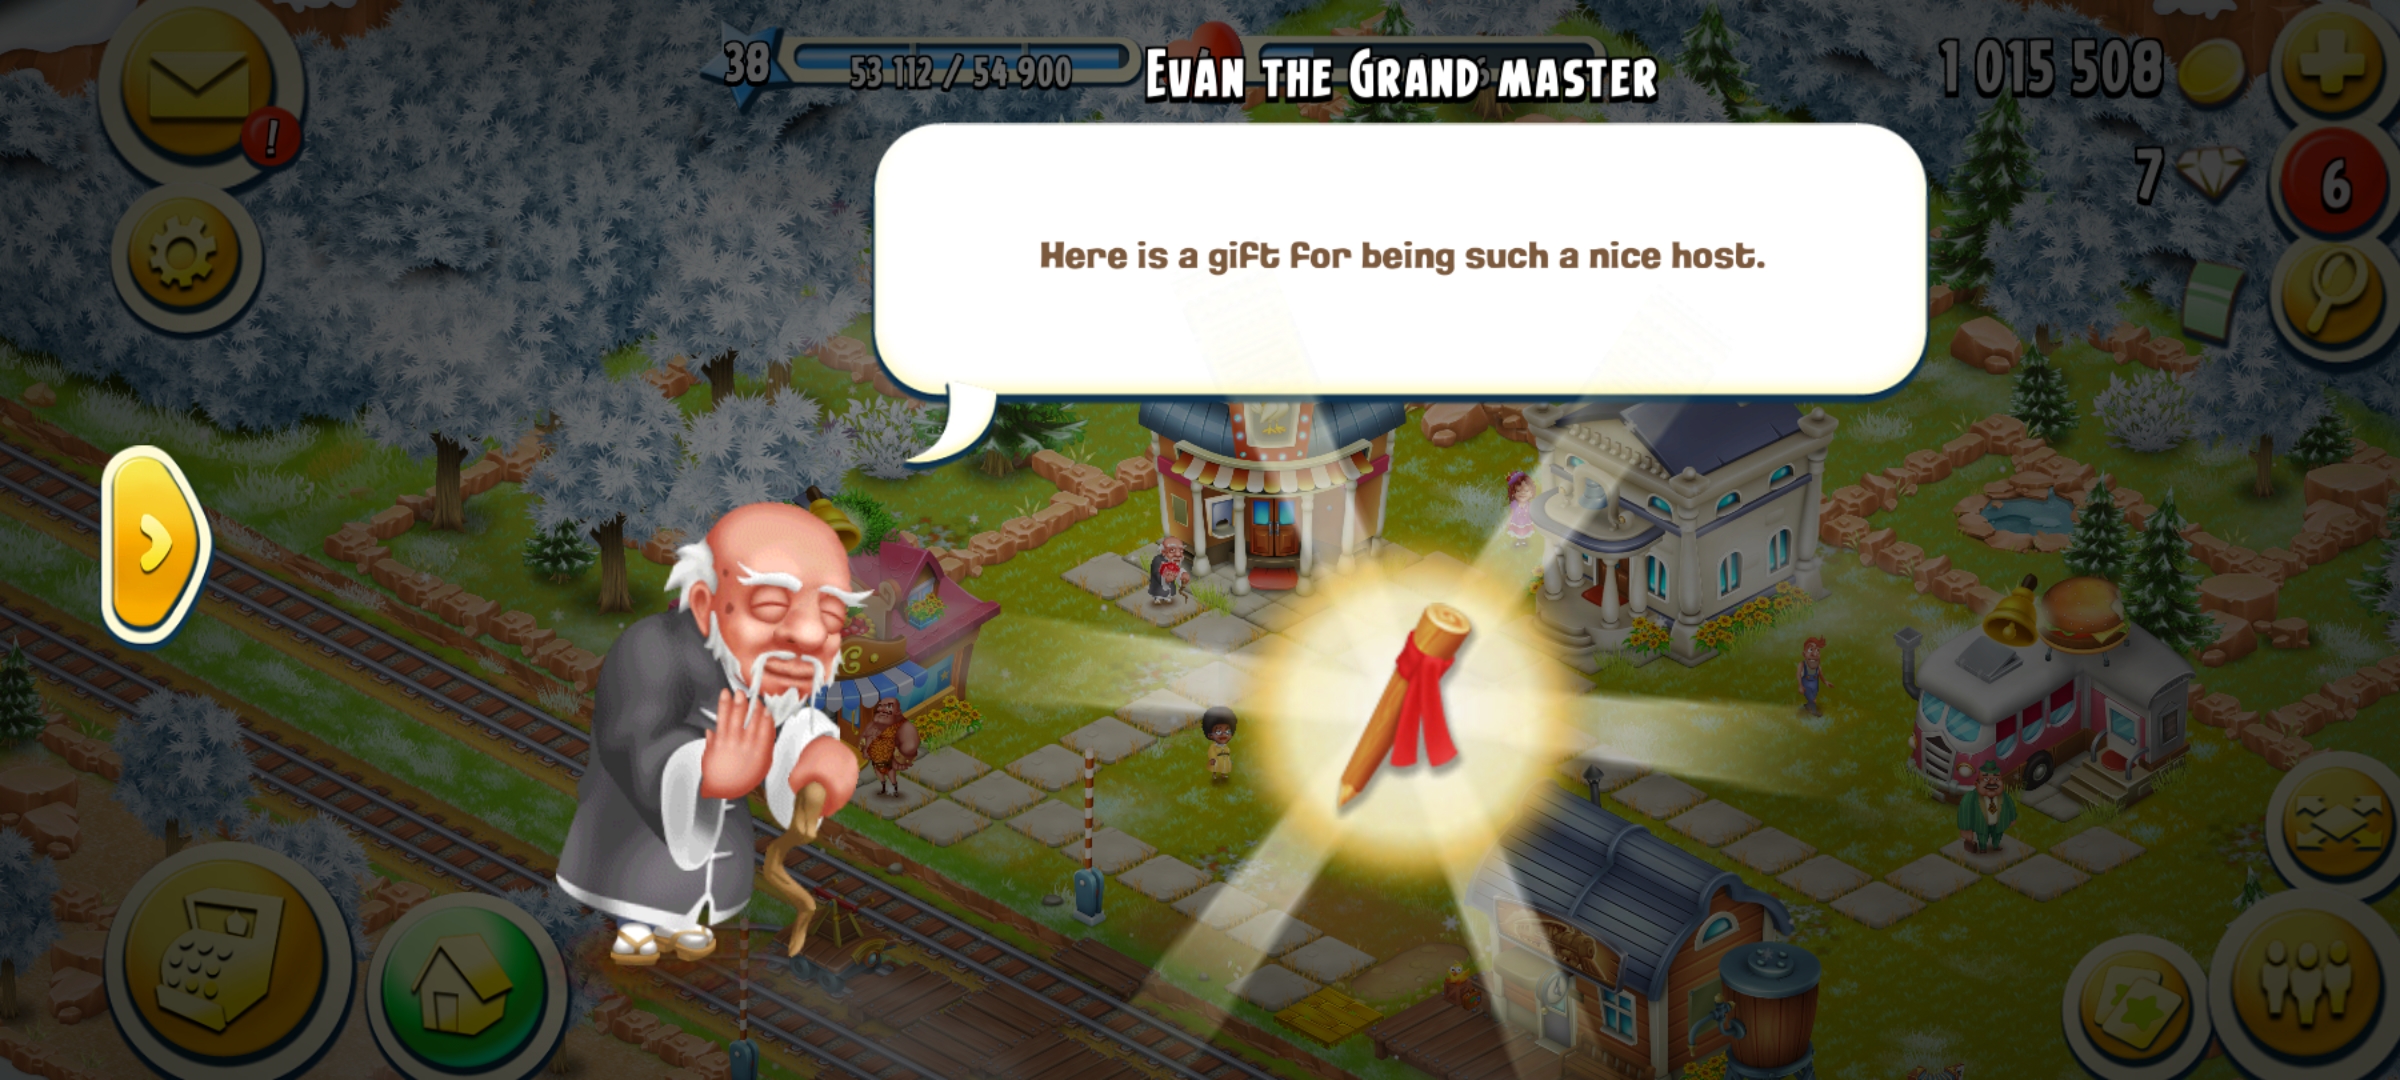 38
53 112 / 54 900
Evan the Grand master
1 015 508
7
6
!
Here is a gift for being such a nice host.